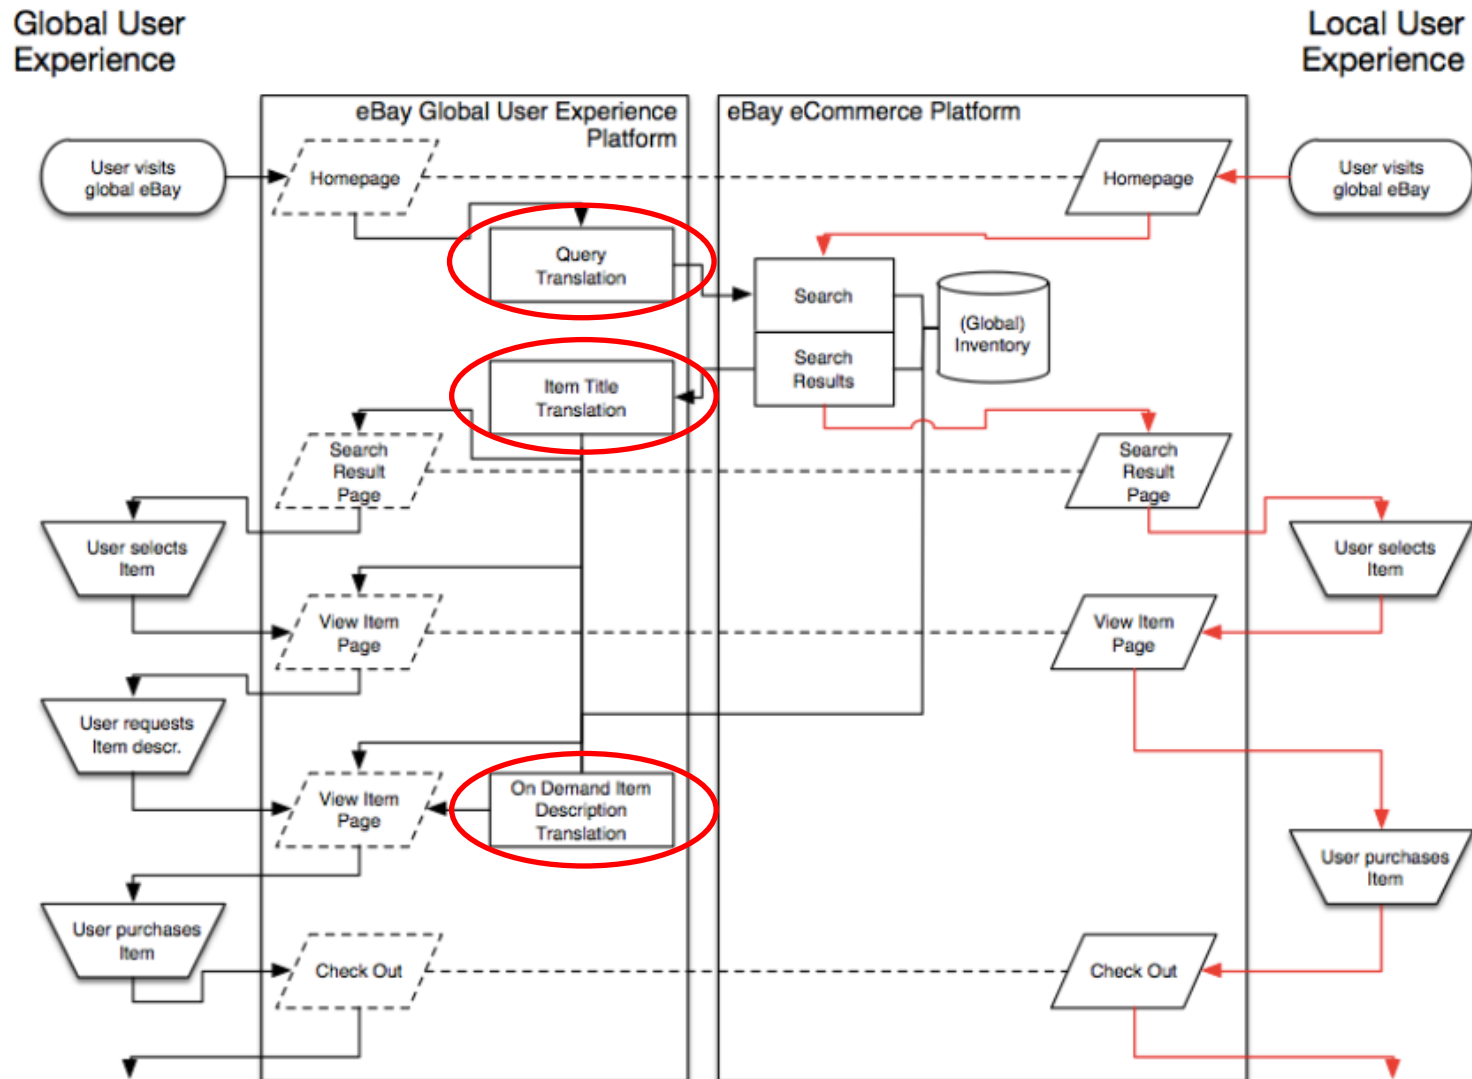 Global User
Experience
Local User
Experience
eBay Global User Experience
Platform
eBay eCommerce Platform
User visits
global eBay
Homepage
Homepage
User visits
global eBay
Query
Translation
Search
(Global)
Inventory
Search
Results
Item Title
Translation
Search
Result
Page
Search
Result
Page
User selects
Item
User selects
Item
View Item
Page
View Item
Page
User requests
Item descr.
View Item
Page
On Demand Item
Description
Translation
User purchases
Item
User purchases
Item
Check Out
Check Out